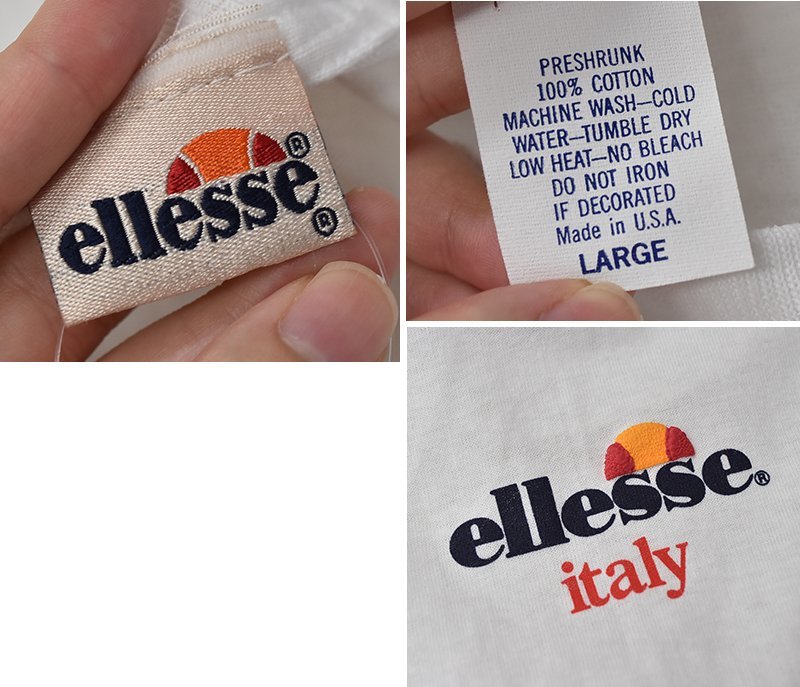 ellesse®
®
PRESHRUNK
100% COTTON
MACHINE WASH—COLD
WATER—TUMBLE DRY
LOW HEAT—NO BLEACH
DO NOT IRON
IF DECORATED
Made in U.S.A.
LARGE
ellesse®
italy